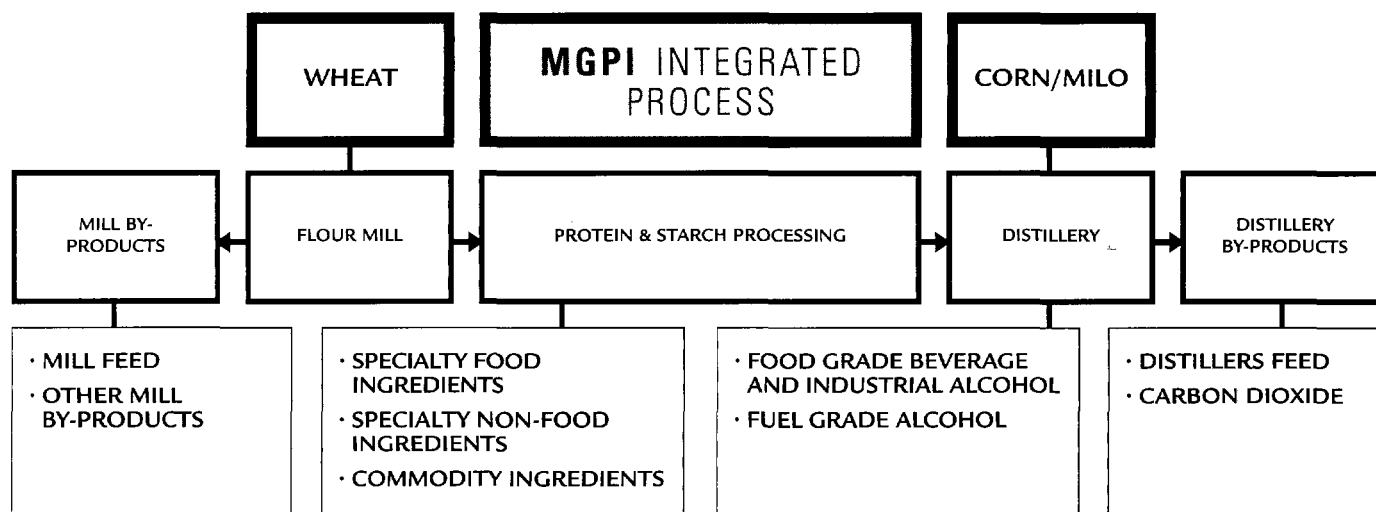 WHEAT
MGPI INTEGRATED
PROCESS
CORN/MILO
MILL BY-
PRODUCTS
FLOUR MILL
PROTEIN & STARCH PROCESSING
DISTILLERY
DISTILLERY
BY-PRODUCTS
· MILL FEED
· OTHER MILL
BY-PRODUCTS
· SPECIALTY FOOD
INGREDIENTS
· SPECIALTY NON-FOOD
INGREDIENTS
· COMMODITY INGREDIENTS
· FOOD GRADE BEVERAGE
AND INDUSTRIAL ALCOHOL
· FUEL GRADE ALCOHOL
· DISTILLERS FEED
· CARBON DIOXIDE